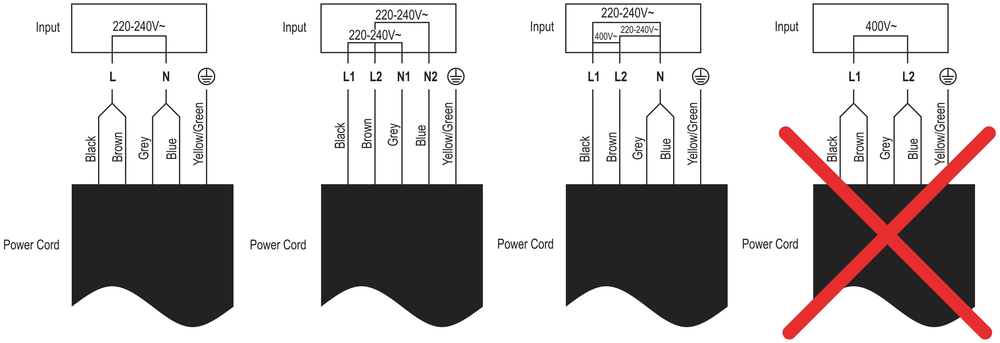 Input
220-240V~
L N
Black
Brown
Grey
Blue
Yellow/Green
Power Cord
Input
220-240V~
220-240V~
L1 L2 N1 N2
Black
Brown
Grey
Blue
Yellow/Green
Power Cord
Input
220-240V~
220-240V~
400V~
L1 L2 N
Black
Brown
Grey
Blue
Yellow/Green
Power Cord
Input
400V~
L1 L2
Black
Brown
Grey
Blue
Yellow/Green
Power Cord